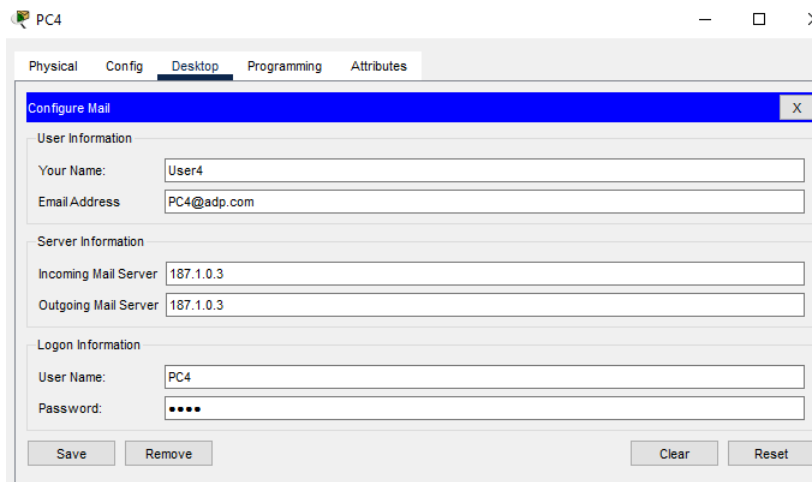 PC4
Physical Config Desktop Programming Attributes
Configure Mail X
User Information
Your Name: User4
Email Address PC4@adp.com
Server Information
Incoming Mail Server 187.1.0.3
Outgoing Mail Server 187.1.0.3
Logon Information
User Name: PC4
Password: ••••
Save Remove Clear Reset